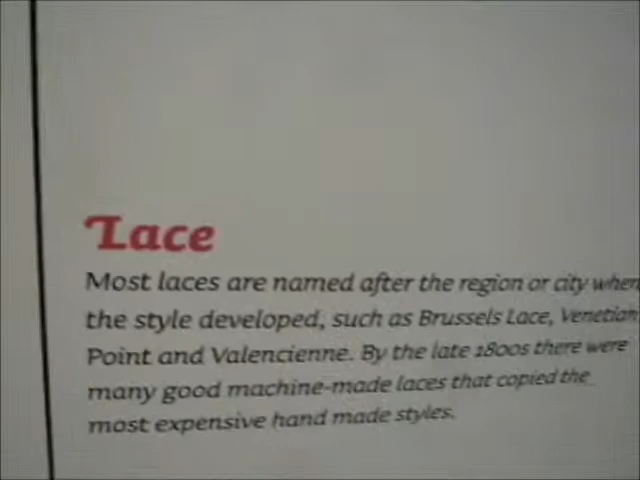 Lace
Most laces are named after the region or city when
the style developed, such as Brussels Lace, Venetian
Point and Valencienne. By the late 1800s there were
many good machine-made laces that copied the
most expensive hand made styles.